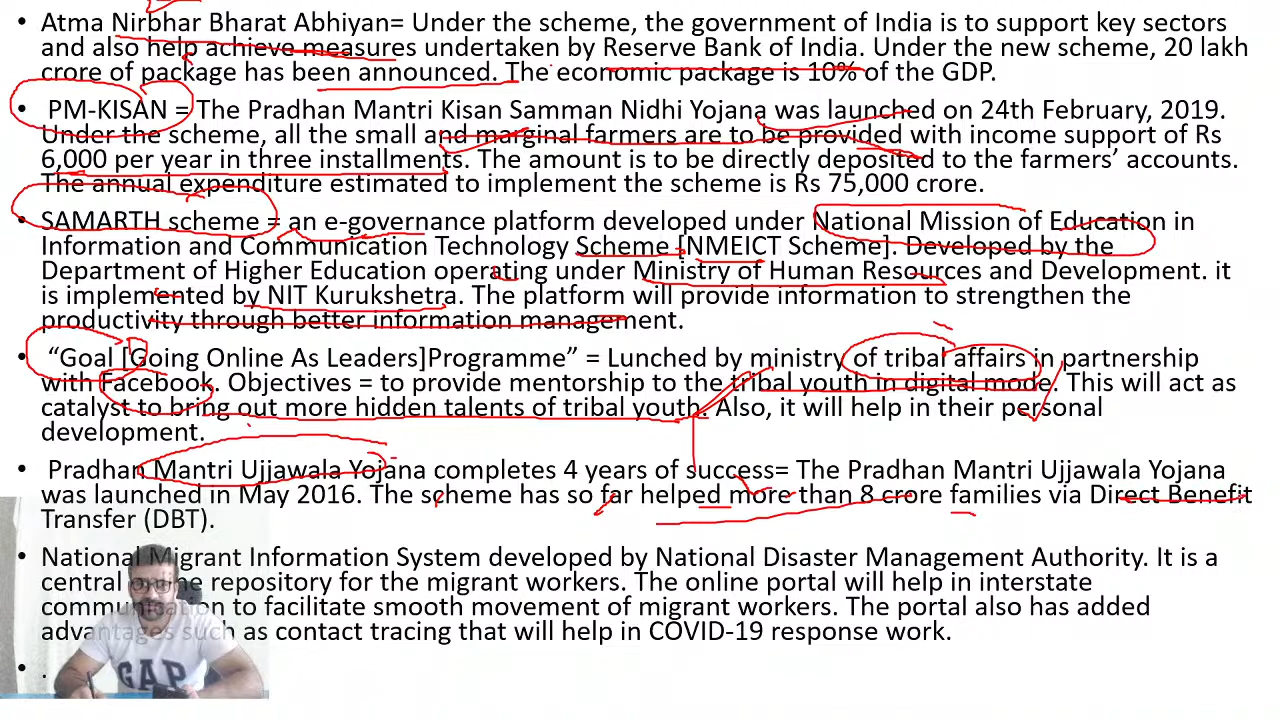 • Atma Nirbhar Bharat Abhiyan= Under the scheme, the government of India is to support key sectors
and also help achieve measures undertaken by Reserve Bank of India. Under the new scheme, 20 lakh
crore of package has been announced. The economic package is 10% of the GDP.
• PM-KISAN = The Pradhan Mantri Kisan Samman Nidhi Yojana was launched on 24th February, 2019.
Under the scheme, all the small and marginal farmers are to be provided with income support of Rs
6,000 per year in three installments. The amount is to be directly deposited to the farmers’ accounts.
The annual expenditure estimated to implement the scheme is Rs 75,000 crore.
• SAMARTH scheme = an e-governance platform developed under National Mission of Education in
Information and Communication Technology Scheme [NMEICT Scheme]. Developed by the
Department of Higher Education operating under Ministry of Human Resources and Development. it
is implemented by NIT Kurukshetra. The platform will provide information to strengthen the
productivity through better information management.
• “Goal [Going Online As Leaders]Programme” = Lunched by ministry of tribal affairs in partnership
with Facebook. Objectives = to provide mentorship to the tribal youth in digital mode. This will act as
catalyst to bring out more hidden talents of tribal youth. Also, it will help in their personal
development.
• Pradhan Mantri Ujjawala Yojana completes 4 years of success= The Pradhan Mantri Ujjawala Yojana
was launched in May 2016. The scheme has so far helped more than 8 crore families via Direct Benefit
Transfer (DBT).
• National Migrant Information System developed by National Disaster Management Authority. It is a
central online repository for the migrant workers. The online portal will help in interstate
communication to facilitate smooth movement of migrant workers. The portal also has added
advantages such as contact tracing that will help in COVID-19 response work.
• .
GAP